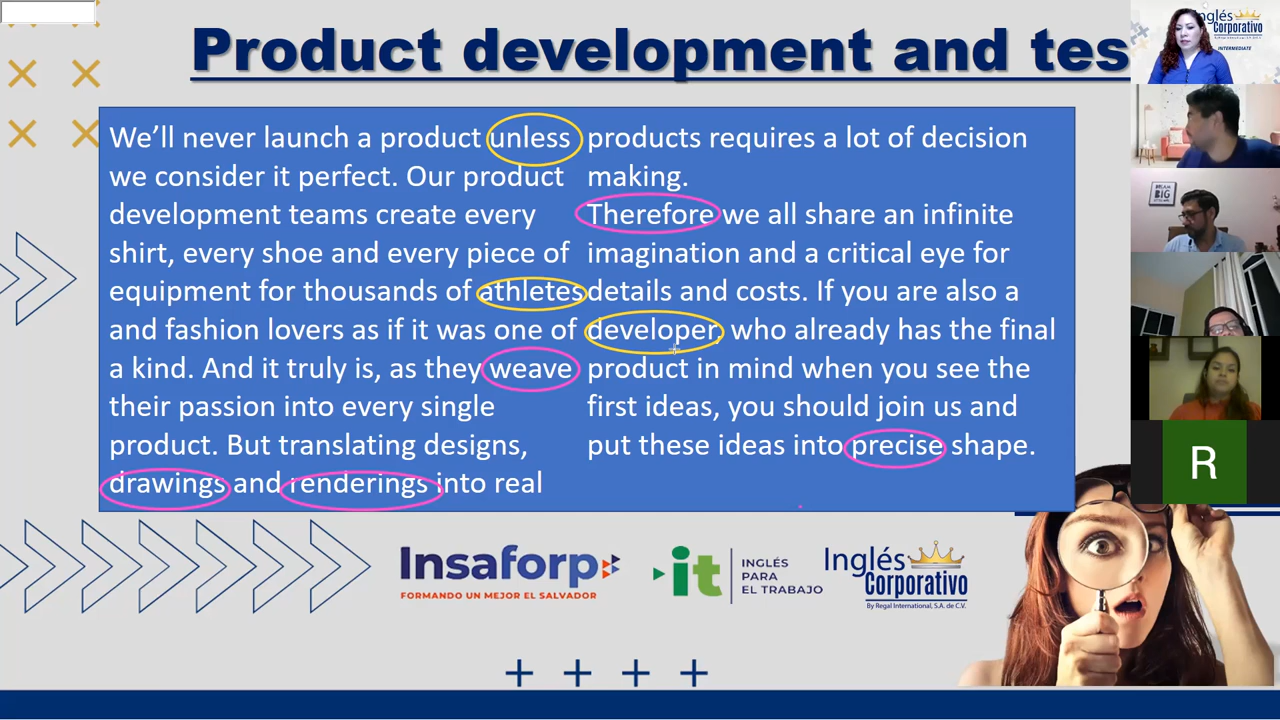 Product development and tes
We’ll never launch a product unless
we consider it perfect. Our product
development teams create every
shirt, every shoe and every piece of
equipment for thousands of athletes
and fashion lovers as if it was one of
a kind. And it truly is, as they weave
their passion into every single
product. But translating designs,
drawings and renderings into real
products requires a lot of decision
making.
Therefore we all share an infinite
imagination and a critical eye for
details and costs. If you are also a
developer, who already has the final
product in mind when you see the
first ideas, you should join us and
put these ideas into precise shape.
Insaforp
FORMANDO UN MEJOR EL SALVADOR
it
INGLÉS
PARA
EL TRABAJO
Inglés
Corporativo
By Regal International, S.A. de C.V.
Inglés
Corporativo
INTERMEDIATE
DREAM
BIG
R